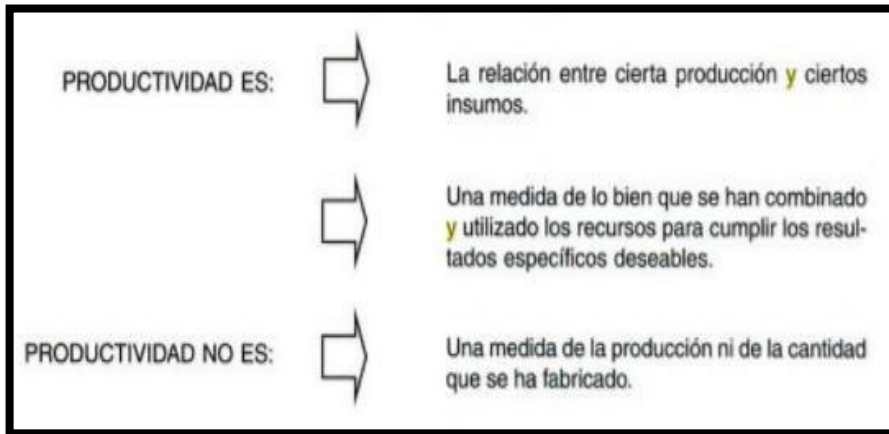 PRODUCTIVIDAD ES:
La relación entre cierta producción y ciertos
insumos.
Una medida de lo bien que se han combinado
y utilizado los recursos para cumplir los resul-
tados específicos deseables.
PRODUCTIVIDAD NO ES:
Una medida de la producción ni de la cantidad
que se ha fabricado.